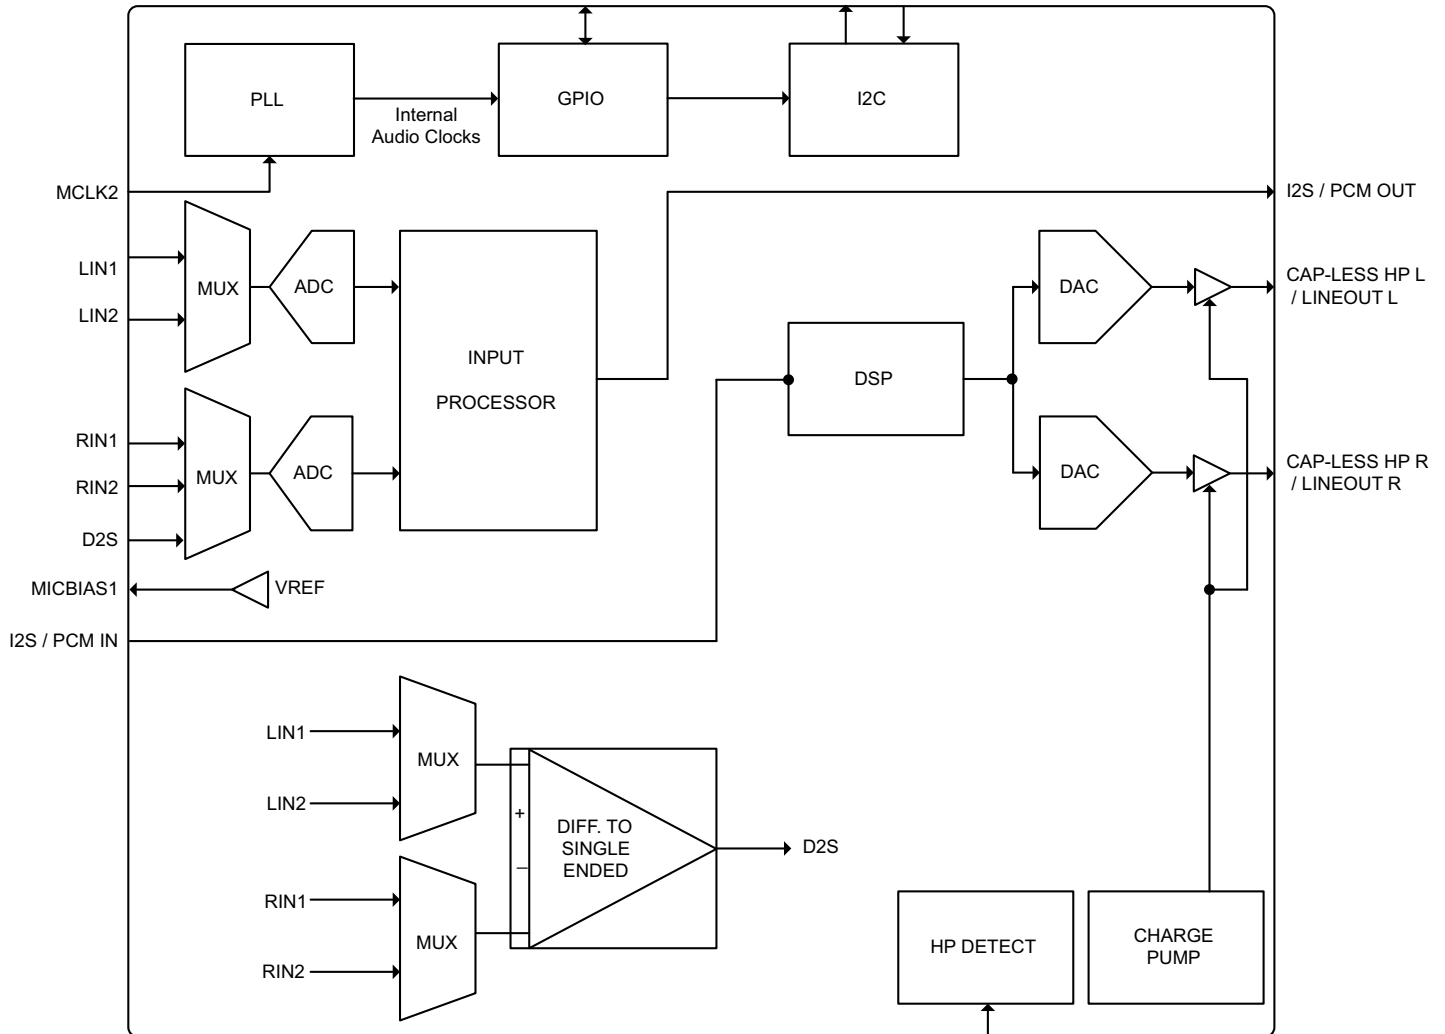 PLL
GPIO
I2C
Internal
Audio Clocks
MCLK2
I2S / PCM OUT
LIN1
LIN2
MUX
ADC
INPUT
PROCESSOR
DSP
DAC
CAP-LESS HP L
/ LINEOUT L
RIN1
RIN2
D2S
MUX
ADC
DAC
CAP-LESS HP R
/ LINEOUT R
MICBIAS1
VREF
I2S / PCM IN
LIN1
LIN2
MUX
+
–
DIFF. TO
SINGLE
ENDED
D2S
RIN1
RIN2
MUX
HP DETECT
CHARGE
PUMP